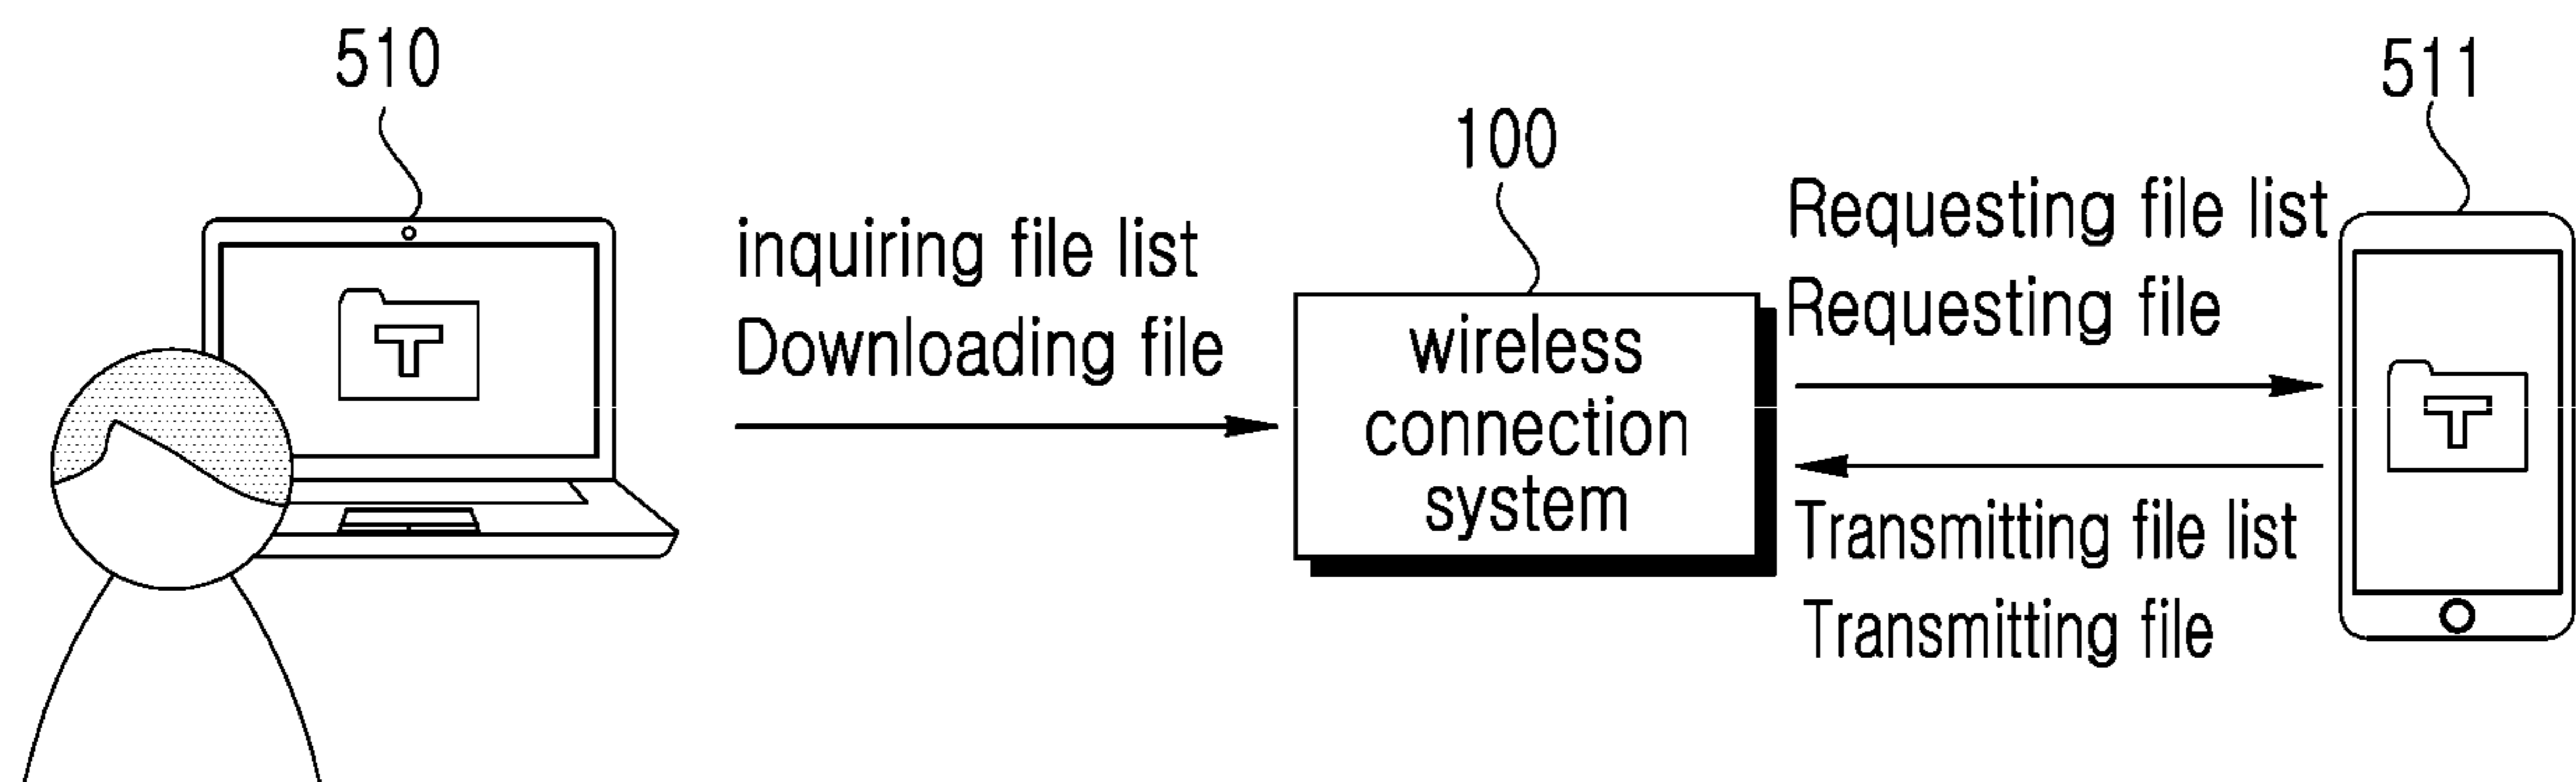 510
511
100
inquiring file list
Downloading file
Requesting file list
Requesting file
wireless
connection
system
Transmitting file list
Transmitting file
T
T